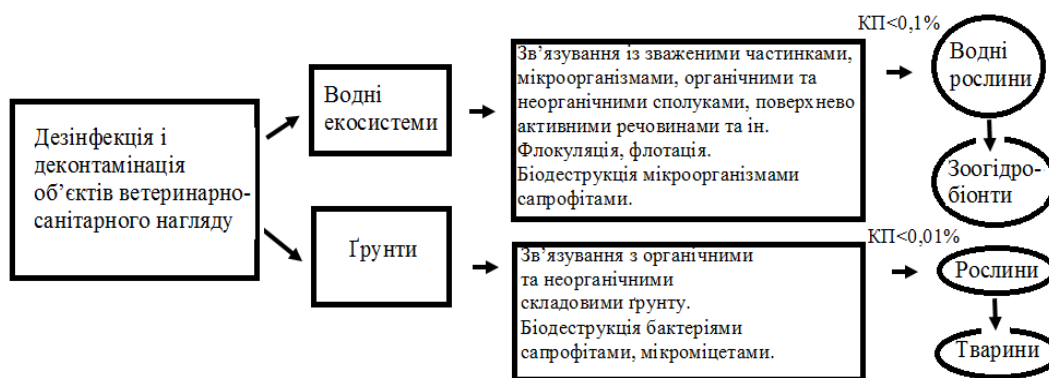 Дезінфекція і
деконтамінація
об’єктів ветеринарно-
санітарного нагляду
Водні
екосистеми
Зв’язування із зваженими частинками,
мікроорганізмами, органічними та
неорганічними сполуками, поверхнево
активними речовинами та ін.
Флокуляція, флотація.
Біодеструкція мікроорганізмами
сапрофітами.
КП<0,1%
Водні
рослини
Зоогідро-
біонти
Ґрунти
Зв’язування з органічними
та неорганічними
складовими ґрунту.
Біодеструкція бактеріями
сапрофітами, мікроміцетами.
КП<0,01%
Рослини
Тварини